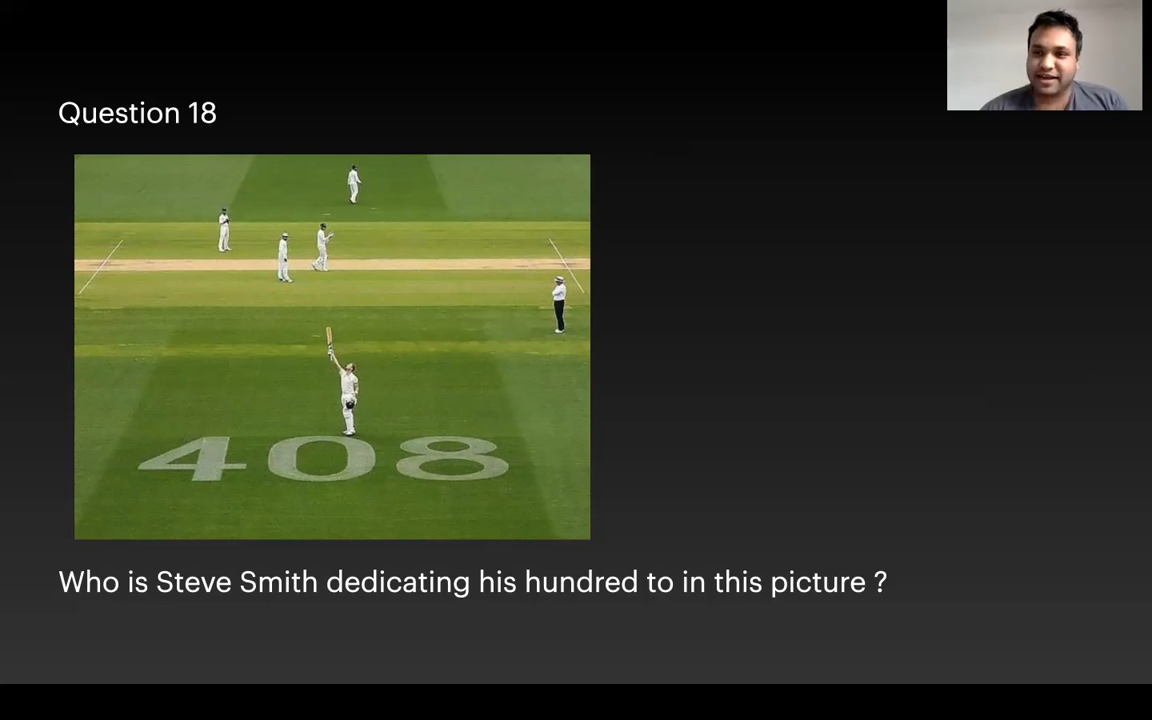 Question 18
408
Who is Steve Smith dedicating his hundred to in this picture ?